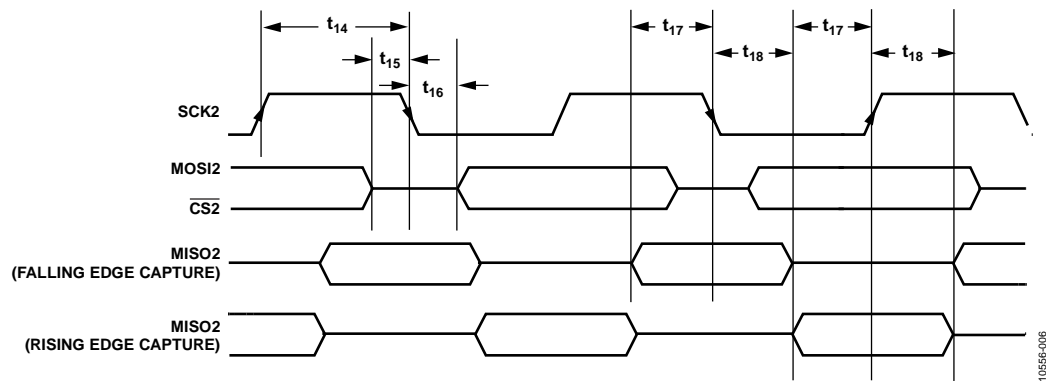 t14
t17
t17
t15
t18
t18
t16
SCK2
MOSI2
CS2
MISO2
(FALLING EDGE CAPTURE)
MISO2
(RISING EDGE CAPTURE)
10556-006